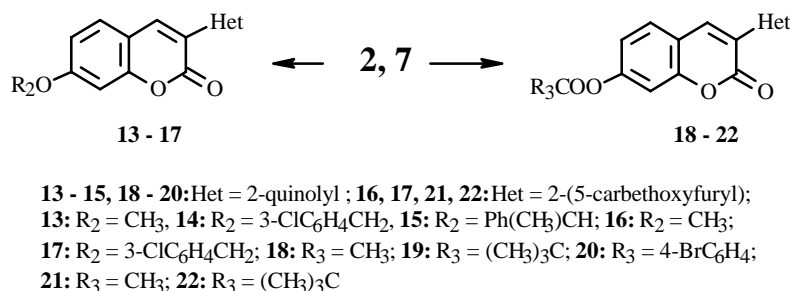 Het
R₂O
O
O
2, 7
Het
R₃COO
O
O
13 - 17
18 - 22
13 - 15, 18 - 20:Het = 2-quinolyl ; 16, 17, 21, 22:Het = 2-(5-carbethoxyfuryl);
13: R₂ = CH₃, 14: R₂ = 3-ClC₆H₄CH₂, 15: R₂ = Ph(CH₃)CH; 16: R₂ = CH₃;
17: R₂ = 3-ClC₆H₄CH₂; 18: R₃ = CH₃; 19: R₃ = (CH₃)₃C; 20: R₃ = 4-BrC₆H₄;
21: R₃ = CH₃; 22: R₃ = (CH₃)₃C